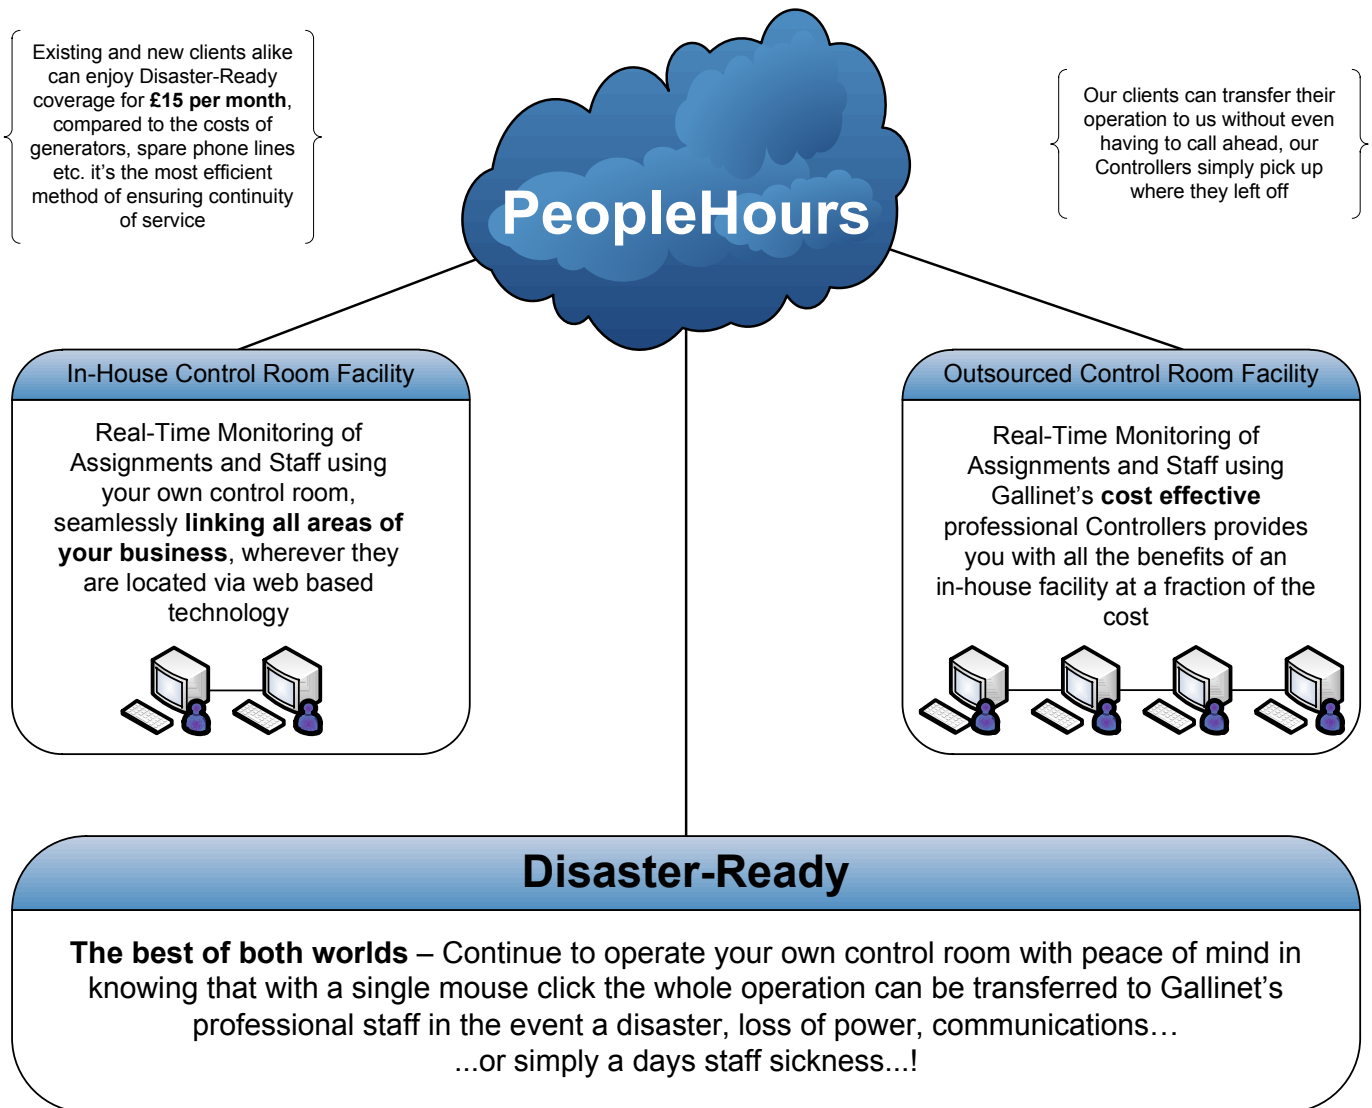 Existing and new clients alike
can enjoy Disaster-Ready
coverage for £15 per month,
compared to the costs of
generators, spare phone lines
etc. it's the most efficient
method of ensuring continuity
of service
PeopleHours
Our clients can transfer their
operation to us without even
having to call ahead, our
Controllers simply pick up
where they left off
In-House Control Room Facility
Real-Time Monitoring of
Assignments and Staff using
your own control room,
seamlessly linking all areas of
your business, wherever they
are located via web based
technology
Outsourced Control Room Facility
Real-Time Monitoring of
Assignments and Staff using
Gallinet's cost effective
professional Controllers provides
you with all the benefits of an
in-house facility at a fraction of the
cost
Disaster-Ready
The best of both worlds – Continue to operate your own control room with peace of mind in
knowing that with a single mouse click the whole operation can be transferred to Gallinet's
professional staff in the event a disaster, loss of power, communications…
...or simply a days staff sickness...!